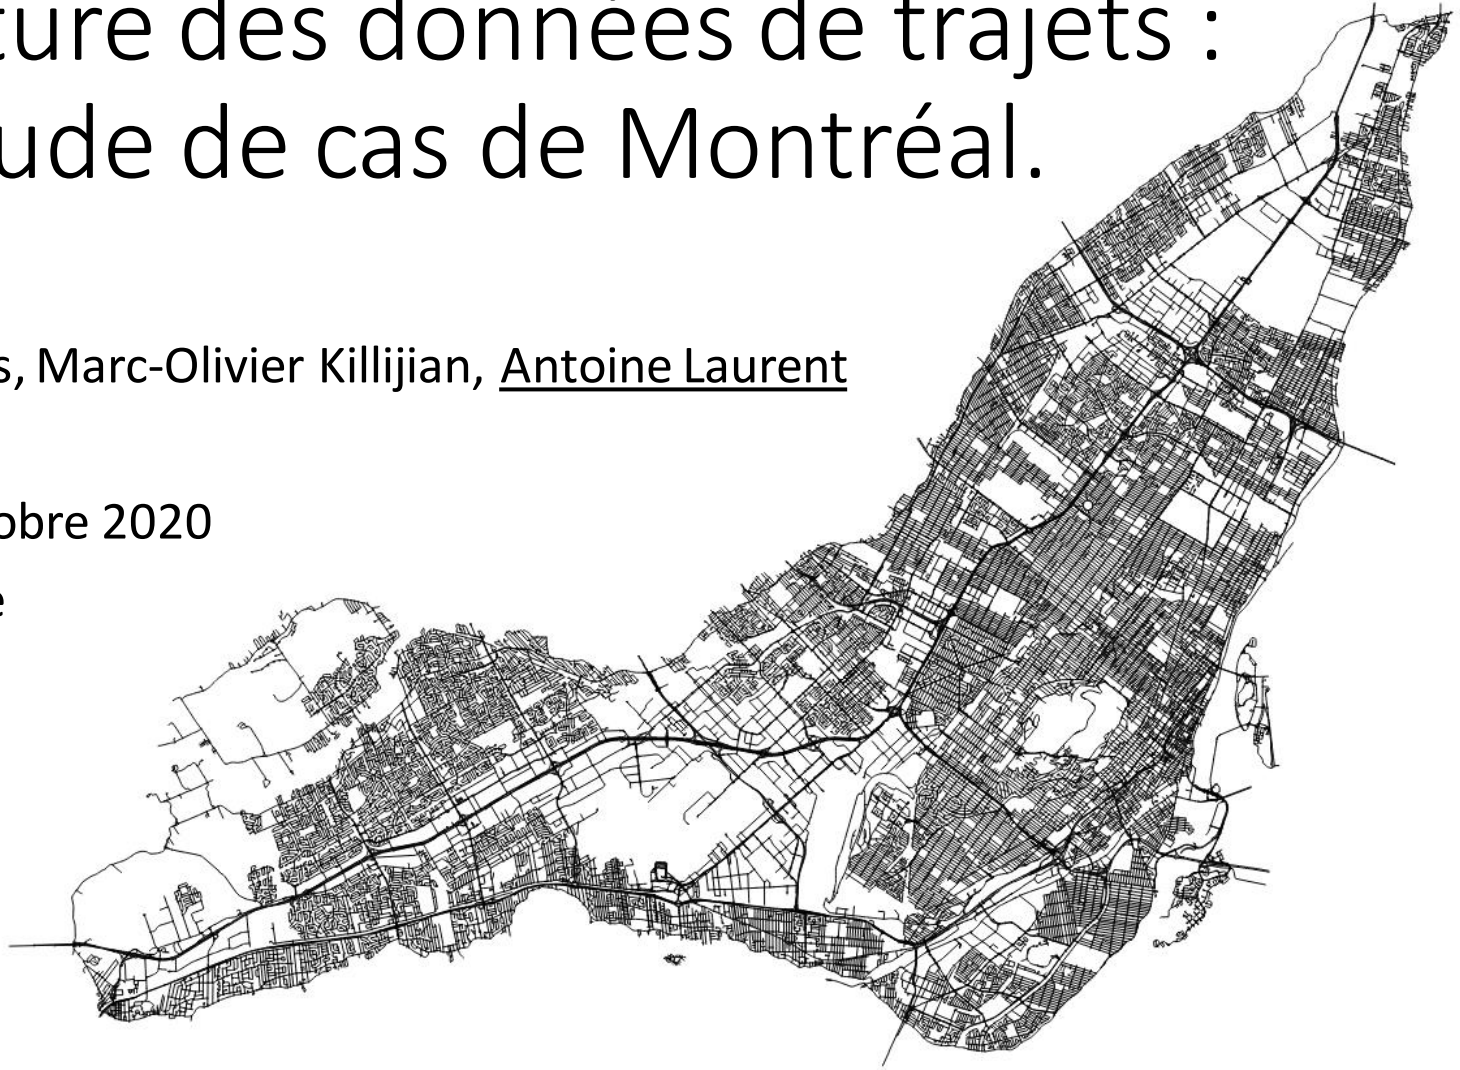 ture des données de trajets :
ude de cas de Montréal.
s, Marc-Olivier Killijian, Antoine Laurent
obre 2020
e